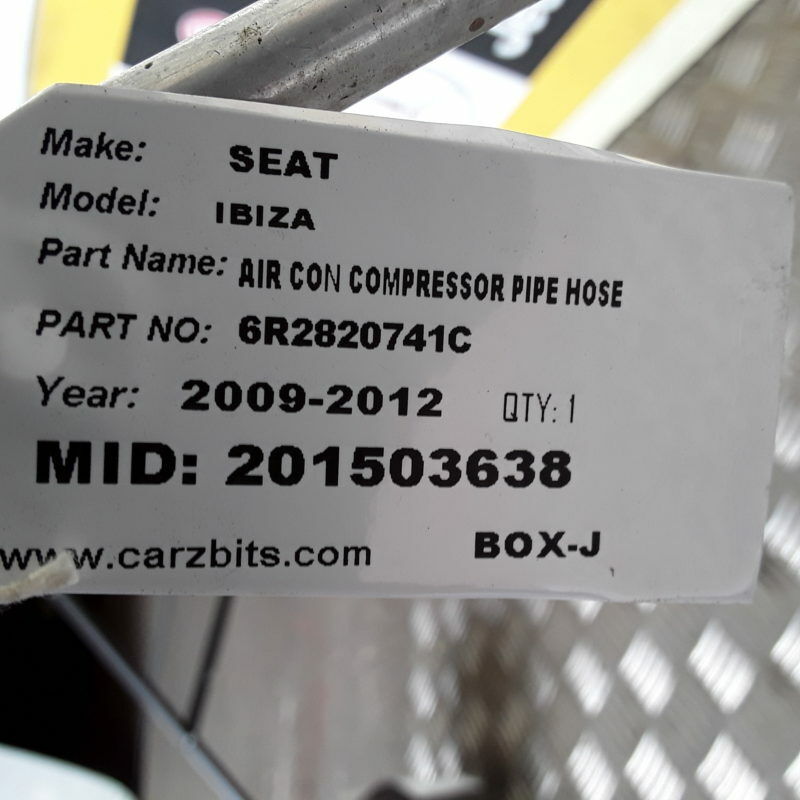 Make: SEAT
Model: IBIZA
Part Name: AIR CON COMPRESSOR PIPE HOSE
PART NO: 6R2820741C
Year: 2009-2012 QTY: 1
MID: 201503638
www.carzbits.com BOX-J